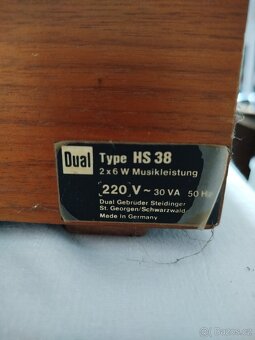 Dual Type HS 38
2 x 6 W Musikleistung
220 V ~ 30 VA 50 Hz
Dual Gebrüder Steidinger
St. Georgen/Schwarzwald
Made in Germany